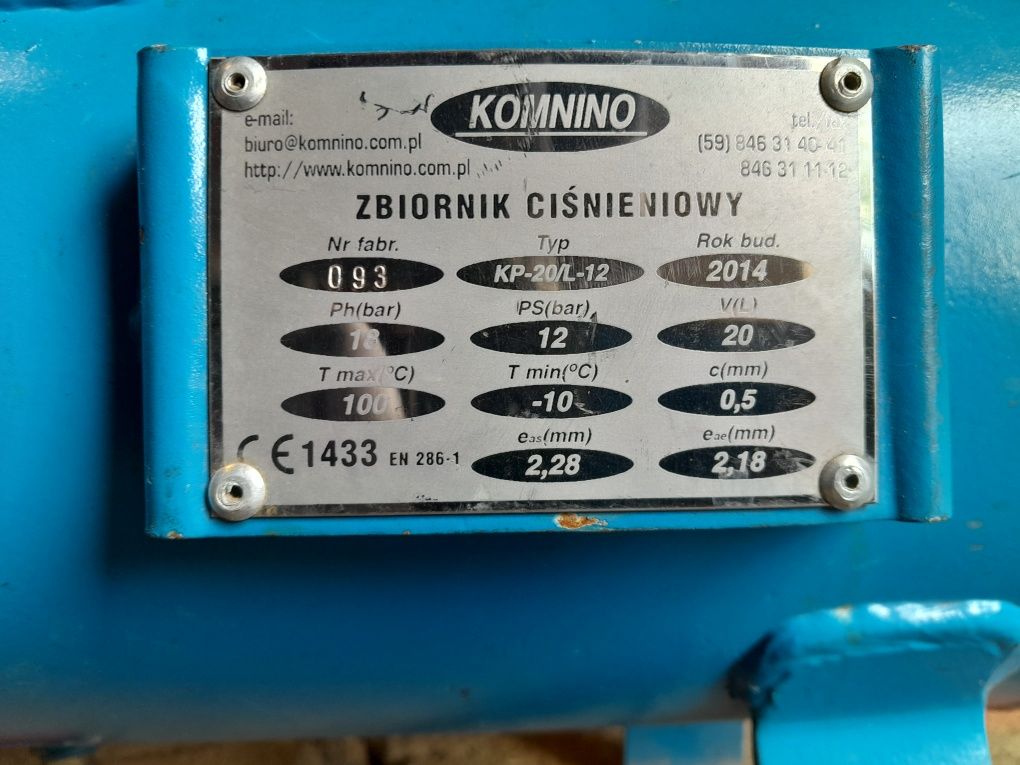 KOMNINO
e-mail:
biuro@komnino.com.pl
http://www.komnino.com.pl
tel./fax
(59) 846 31 40-41
846 31 11-12
ZBIORNIK CIŚNIENIOWY
Nr fabr. Typ Rok bud.
093 KP-20/L-12 2014
Ph(bar) PS(bar) V(L)
18 12 20
T max(°C) T min(°C) c(mm)
100 -10 0,5
eas(mm) eae(mm)
CE 1433 EN 286-1 2,28 2,18